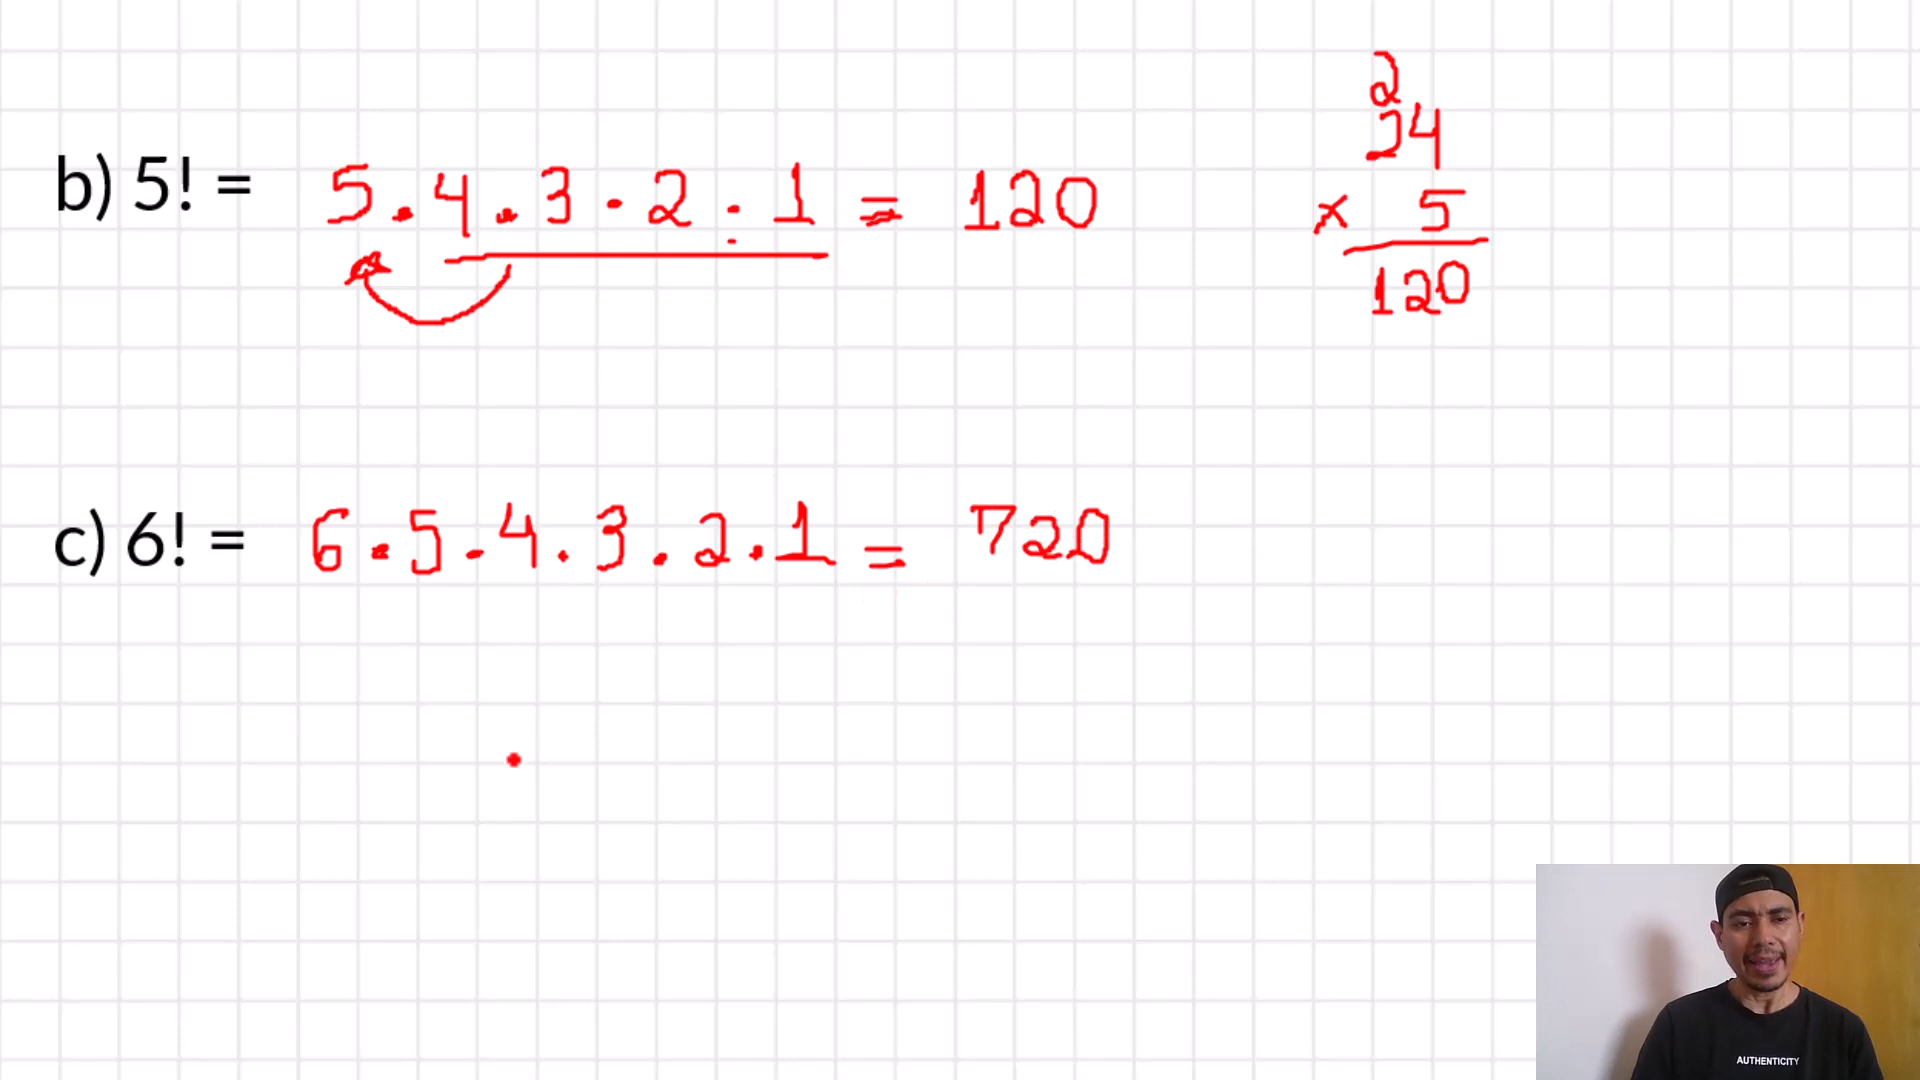 b) 5! = 5 . 4 . 3 . 2 . 1 = 120
2
24
x 5
120
c) 6! = 6 . 5 . 4 . 3 . 2 . 1 = 720
AUTHENTICITY